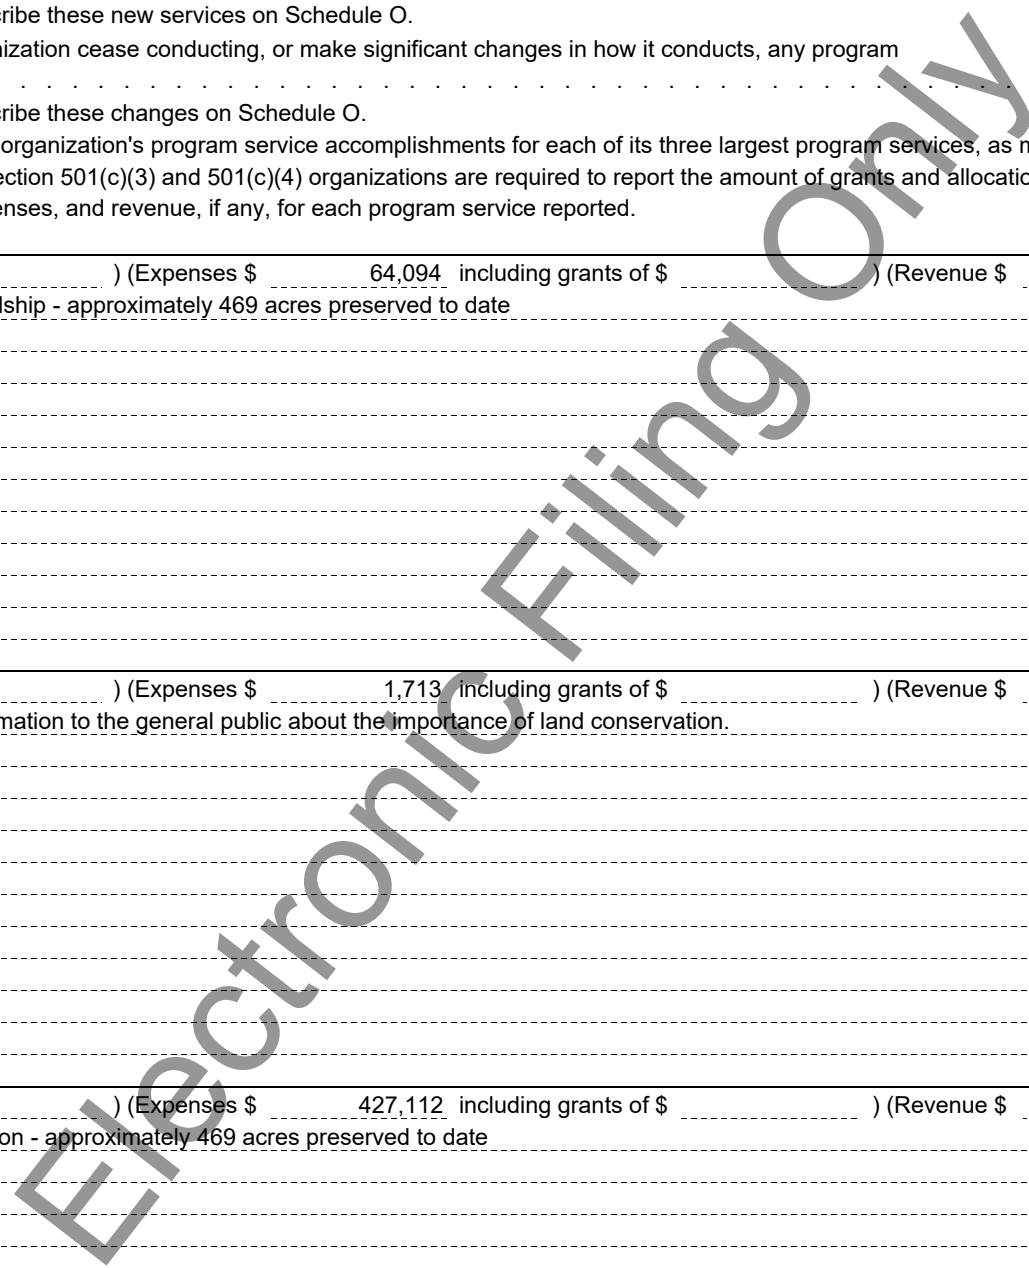 ribe these new services on Schedule O.
nization cease conducting, or make significant changes in how it conducts, any program
. . . . . . . . . . . . . . . . . . . . . . . . . . . . . . . . . . . . . . .
ribe these changes on Schedule O.
organization's program service accomplishments for each of its three largest program services, as m
ection 501(c)(3) and 501(c)(4) organizations are required to report the amount of grants and allocatio
enses, and revenue, if any, for each program service reported.
) (Expenses $ 64,094 including grants of $ ) (Revenue $
dship - approximately 469 acres preserved to date
) (Expenses $ 1,713 including grants of $ ) (Revenue $
mation to the general public about the importance of land conservation.
) (Expenses $ 427,112 including grants of $ ) (Revenue $
on - approximately 469 acres preserved to date
Electronic Filing Only